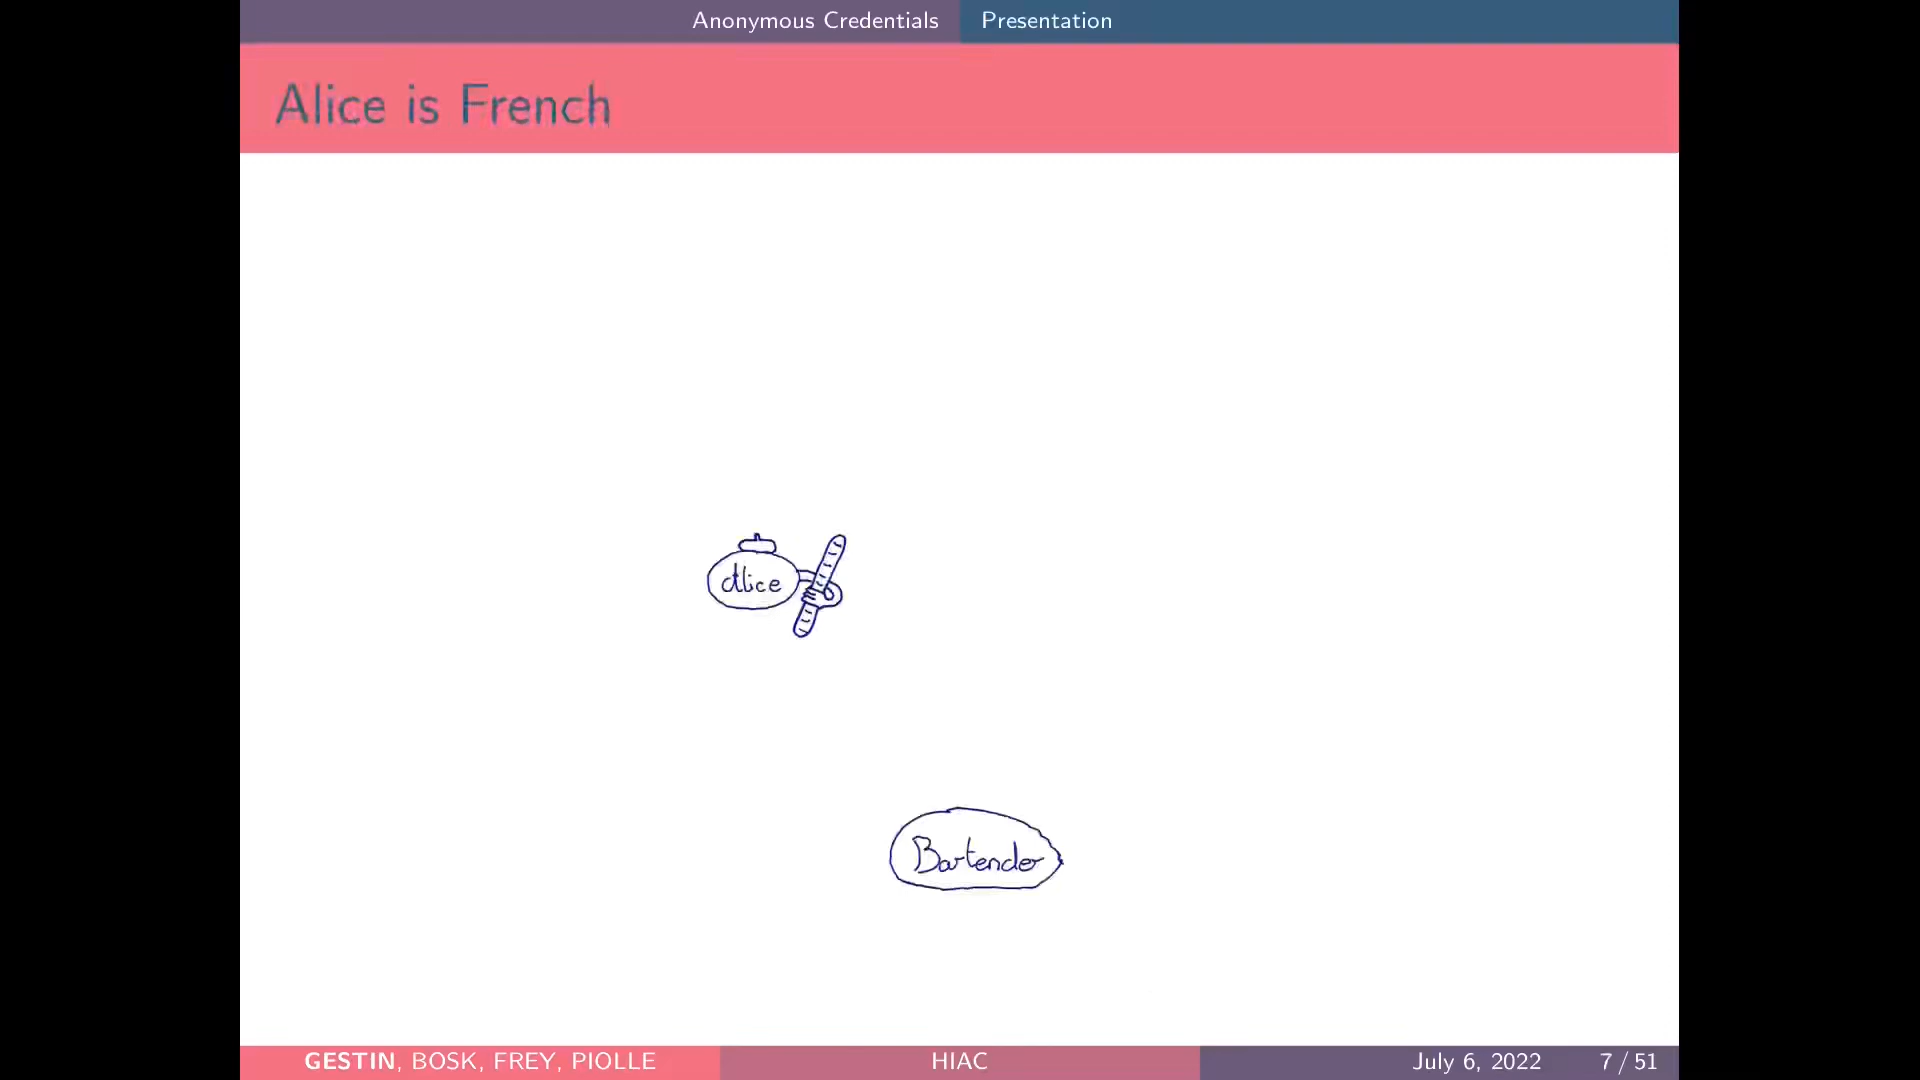 Anonymous Credentials Presentation
Alice is French
Alice
Bartender
GESTIN, BOSK, FREY, PIOLLE HIAC July 6, 2022 7 / 51